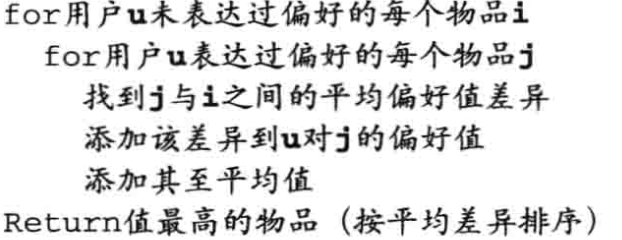 for用户u未表达过偏好的每个物品i
for用户u表达过偏好的每个物品j
找到j与i之间的平均偏好值差异
添加该差异到u对j的偏好值
添加其至平均值
Return值最高的物品（按平均差异排序）